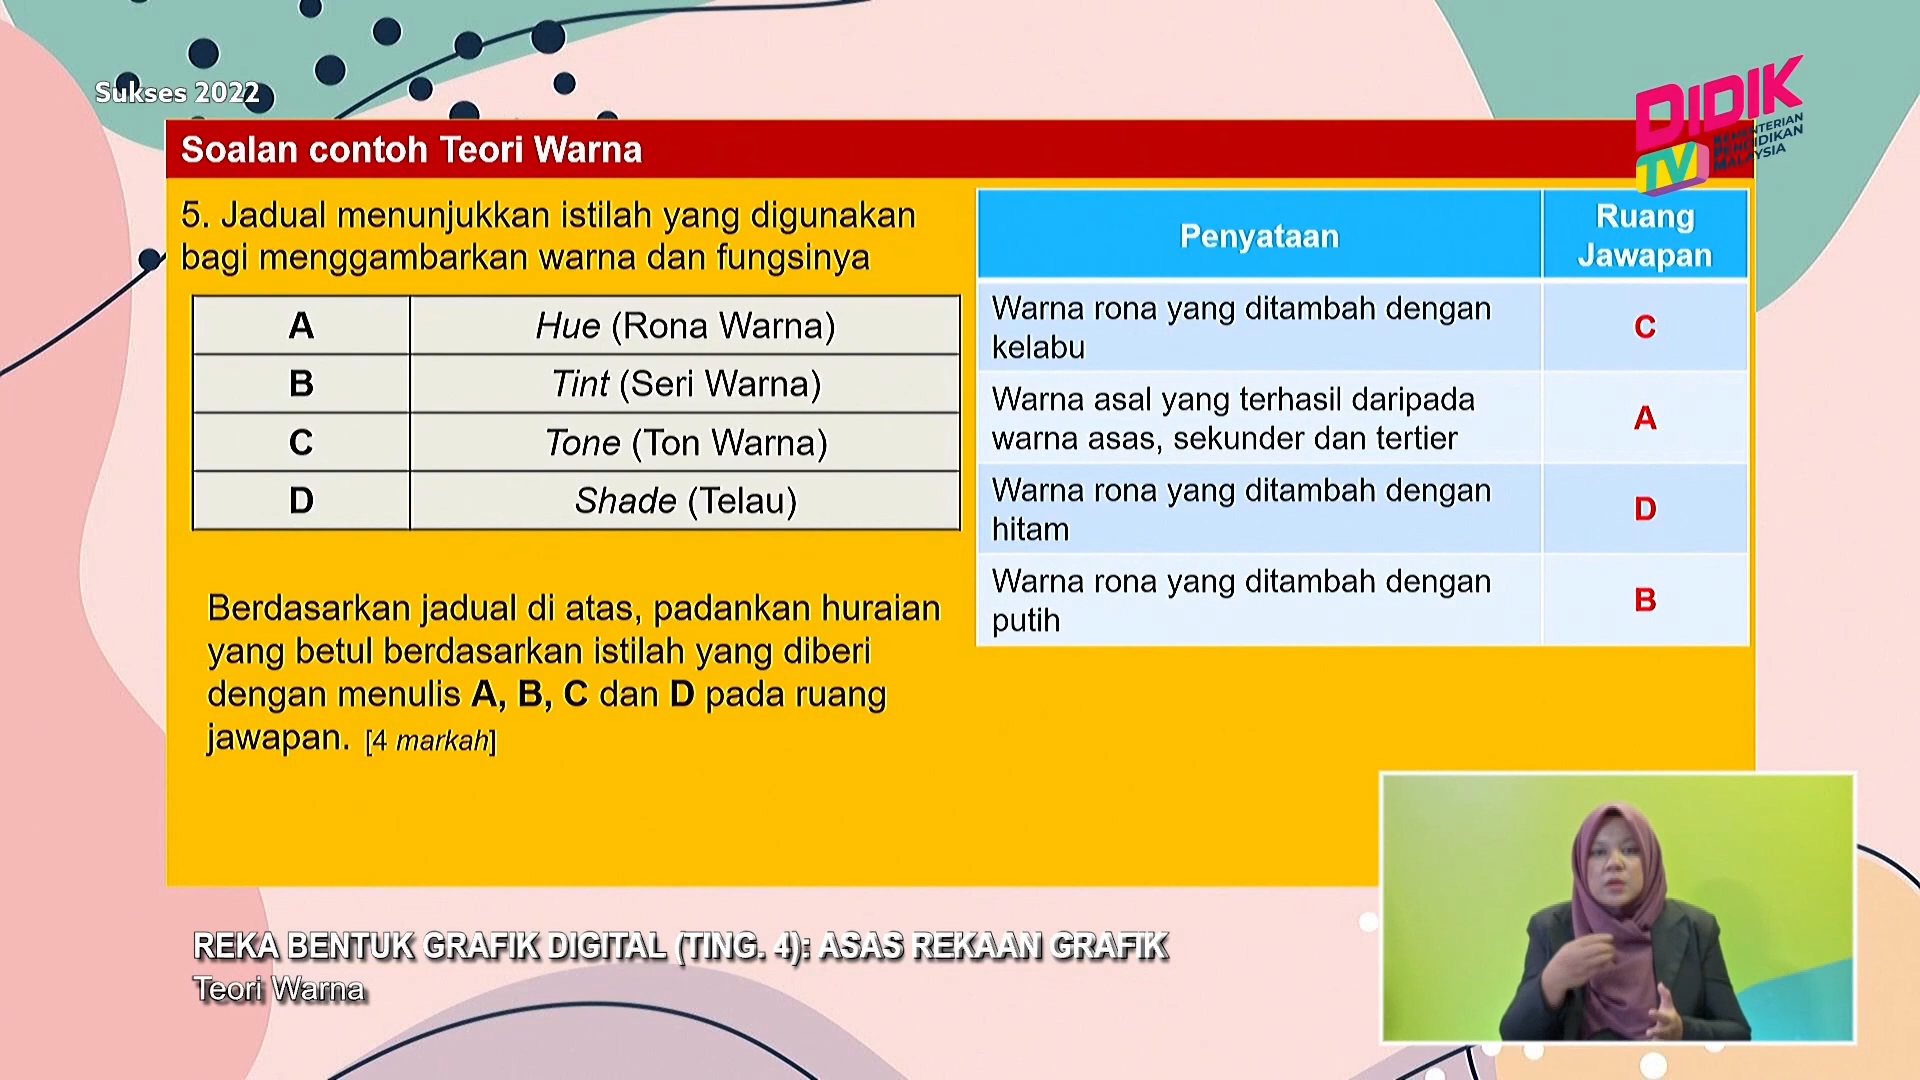 Sukses 2022
DIDIK
TV
KEMENTERIAN
PENDIDIKAN
MALAYSIA
Soalan contoh Teori Warna
5. Jadual menunjukkan istilah yang digunakan
bagi menggambarkan warna dan fungsinya
A Hue (Rona Warna)
B Tint (Seri Warna)
C Tone (Ton Warna)
D Shade (Telau)
Berdasarkan jadual di atas, padankan huraian
yang betul berdasarkan istilah yang diberi
dengan menulis A, B, C dan D pada ruang
jawapan. [4 markah]
Penyataan
Ruang
Jawapan
Warna rona yang ditambah dengan
kelabu
C
Warna asal yang terhasil daripada
warna asas, sekunder dan tertier
A
Warna rona yang ditambah dengan
hitam
D
Warna rona yang ditambah dengan
putih
B
REKA BENTUK GRAFIK DIGITAL (TING. 4): ASAS REKAAN GRAFIK
Teori Warna